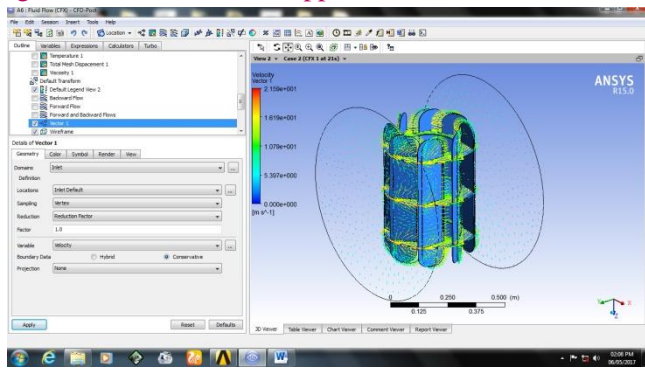 A6 : Fluid Flow (CFX) - CFD-Post
File Edit Session Insert Tools Help
Location
Outline Variables Expressions Calculators Turbo
Temperature 1
Total Mesh Dispacement 1
Viscosity 1
Default Transform
Default Legend View 2
Backward Flow
Forward Flow
Forward and Backward Flows
Vector 1
Wireframe
Details of Vector 1
Geometry Color Symbol Render View
Domains Inlet
Definition
Locations Inlet Default
Sampling Vertex
Reduction Reduction Factor
Factor 1.0
Variable Velocity
Boundary Data Hybrid Conservative
Projection None
Apply Reset Defaults
View 2 Case 2 (CFX 1 at 21s)
Velocity
Vector 1
2.159e+001
1.619e+001
1.079e+001
5.397e+000
0.000e+000
[m s^-1]
ANSYS
R15.0
0 0.250 0.500 (m)
0.125 0.375
Y X
Z
3D Viewer Table Viewer Chart Viewer Comment Viewer Report Viewer
02:08 PM
06/05/2017